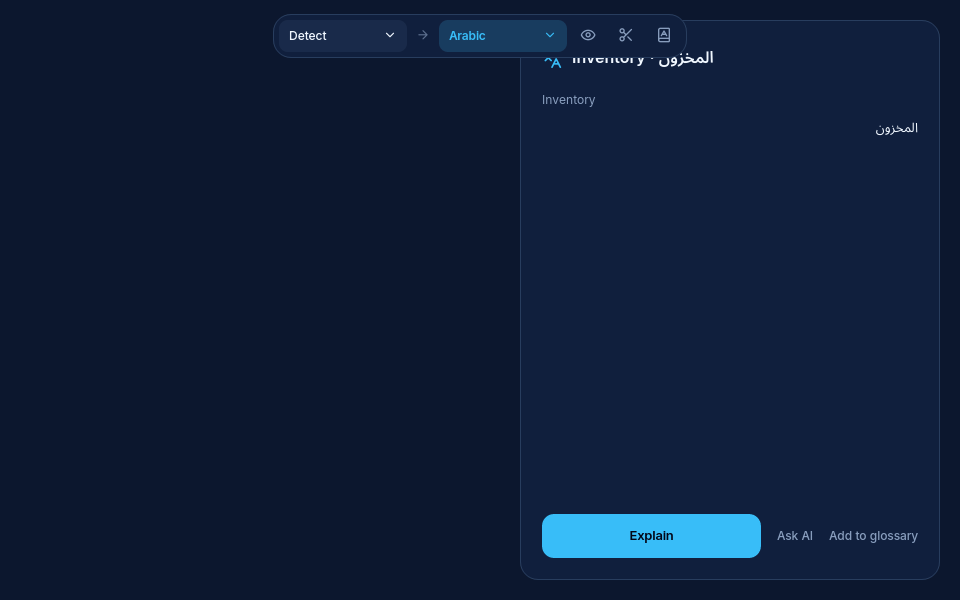 Detect
Arabic
Inventory · المخزون
Inventory
المخزون
Explain
Ask AI
Add to glossary